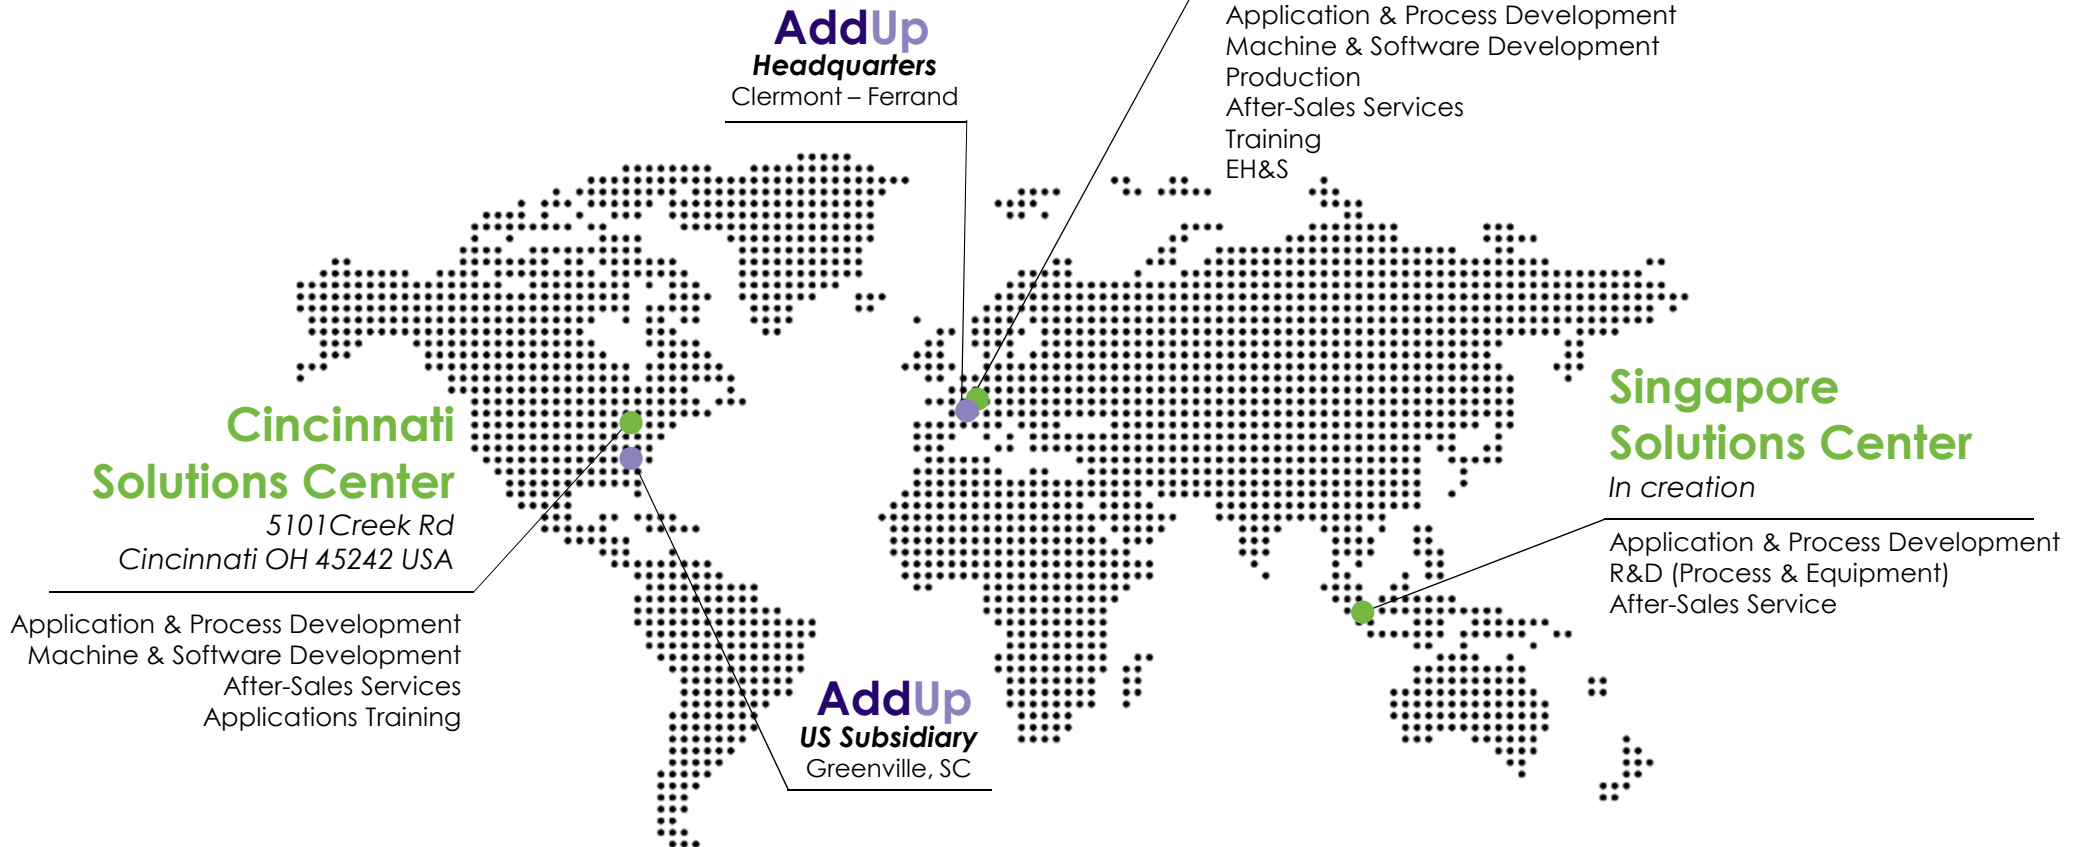 AddUp
Headquarters
Clermont – Ferrand
Application & Process Development
Machine & Software Development
Production
After-Sales Services
Training
EH&S
Cincinnati
Solutions Center
5101Creek Rd
Cincinnati OH 45242 USA
Application & Process Development
Machine & Software Development
After-Sales Services
Applications Training
AddUp
US Subsidiary
Greenville, SC
Singapore
Solutions Center
In creation
Application & Process Development
R&D (Process & Equipment)
After-Sales Service